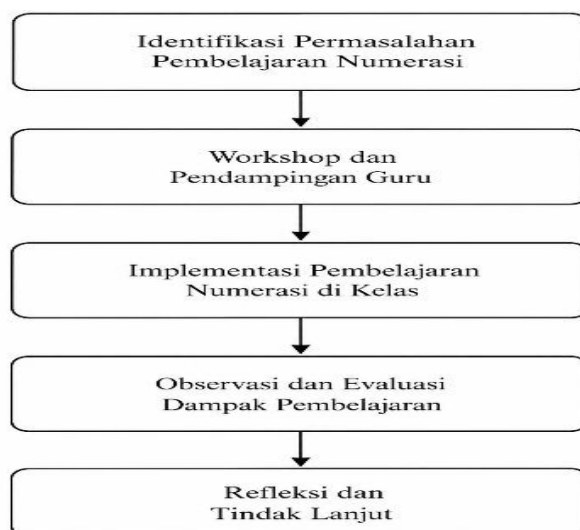 Identifikasi Permasalahan
Pembelajaran Numerasi
Workshop dan
Pendampingan Guru
Implementasi Pembelajaran
Numerasi di Kelas
Observasi dan Evaluasi
Dampak Pembelajaran
Refleksi dan
Tindak Lanjut